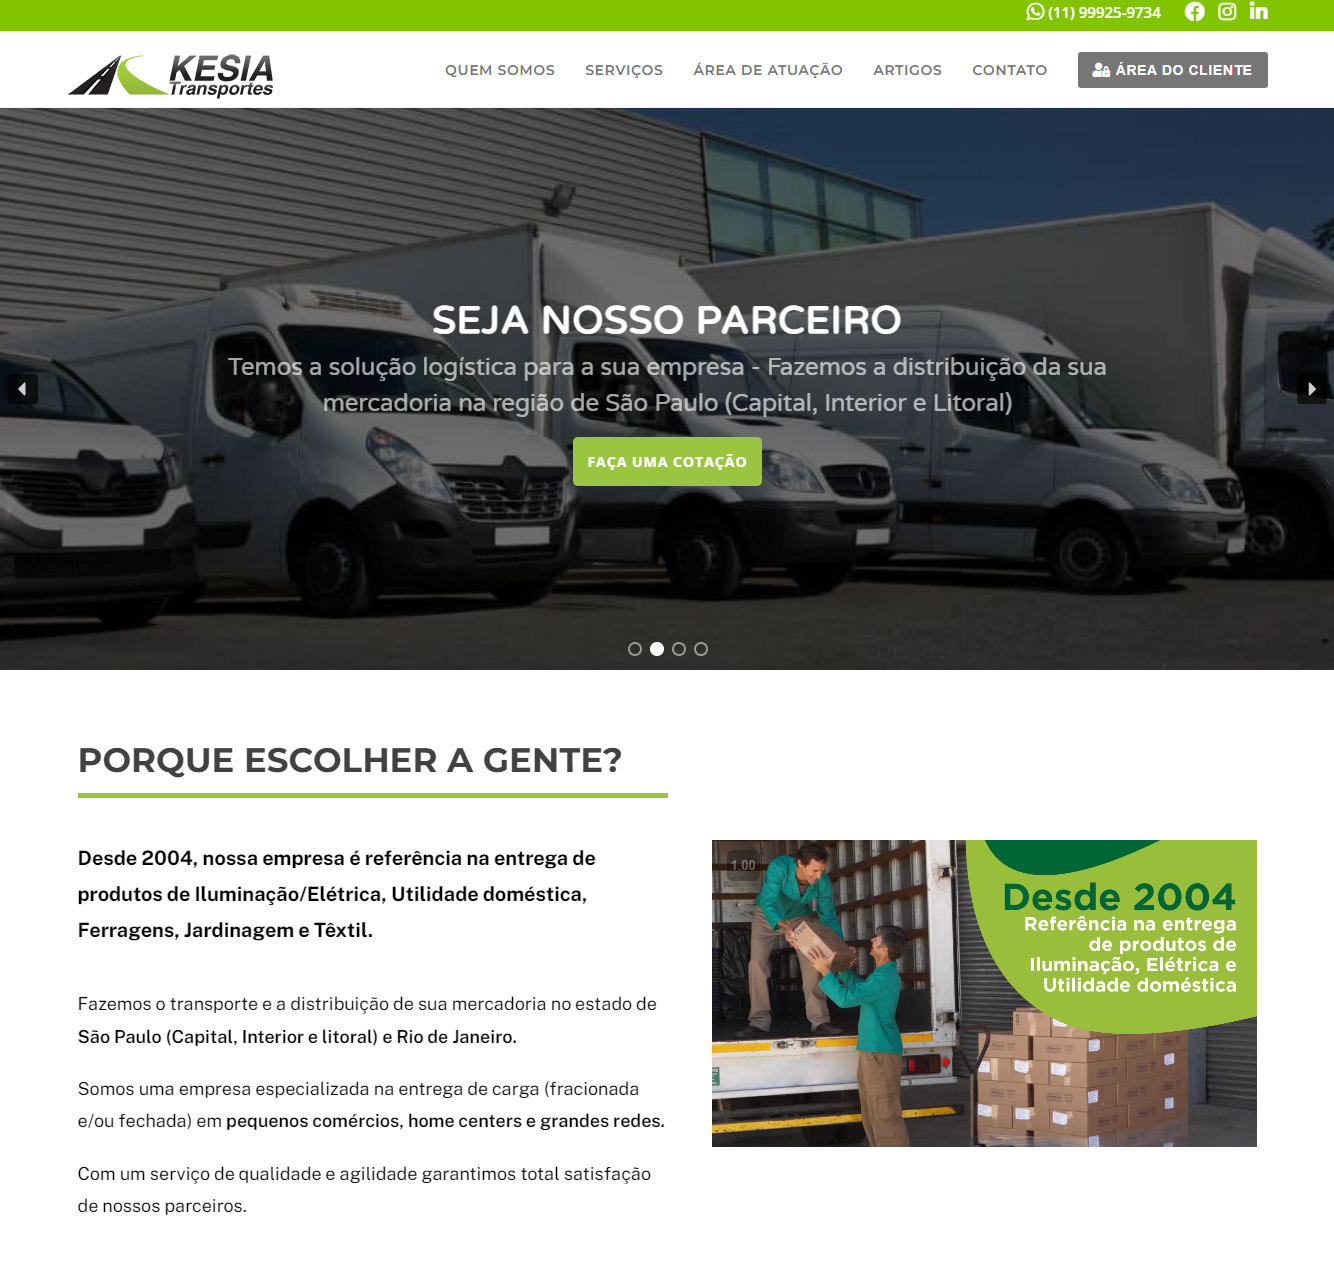 (11) 99925-9734
KESIA
Transportes
QUEM SOMOS
SERVIÇOS
ÁREA DE ATUAÇÃO
ARTIGOS
CONTATO
ÁREA DO CLIENTE
SEJA NOSSO PARCEIRO
Temos a solução logística para a sua empresa - Fazemos a distribuição da sua
mercadoria na região de São Paulo (Capital, Interior e Litoral)
FAÇA UMA COTAÇÃO
PORQUE ESCOLHER A GENTE?
Desde 2004, nossa empresa é referência na entrega de
produtos de Iluminação/Elétrica, Utilidade doméstica,
Ferragens, Jardinagem e Têxtil.
Fazemos o transporte e a distribuição de sua mercadoria no estado de
São Paulo (Capital, Interior e litoral) e Rio de Janeiro.
Somos uma empresa especializada na entrega de carga (fracionada
e/ou fechada) em pequenos comércios, home centers e grandes redes.
Com um serviço de qualidade e agilidade garantimos total satisfação
de nossos parceiros.
1.00
Desde 2004
Referência na entrega
de produtos de
Iluminação, Elétrica e
Utilidade doméstica